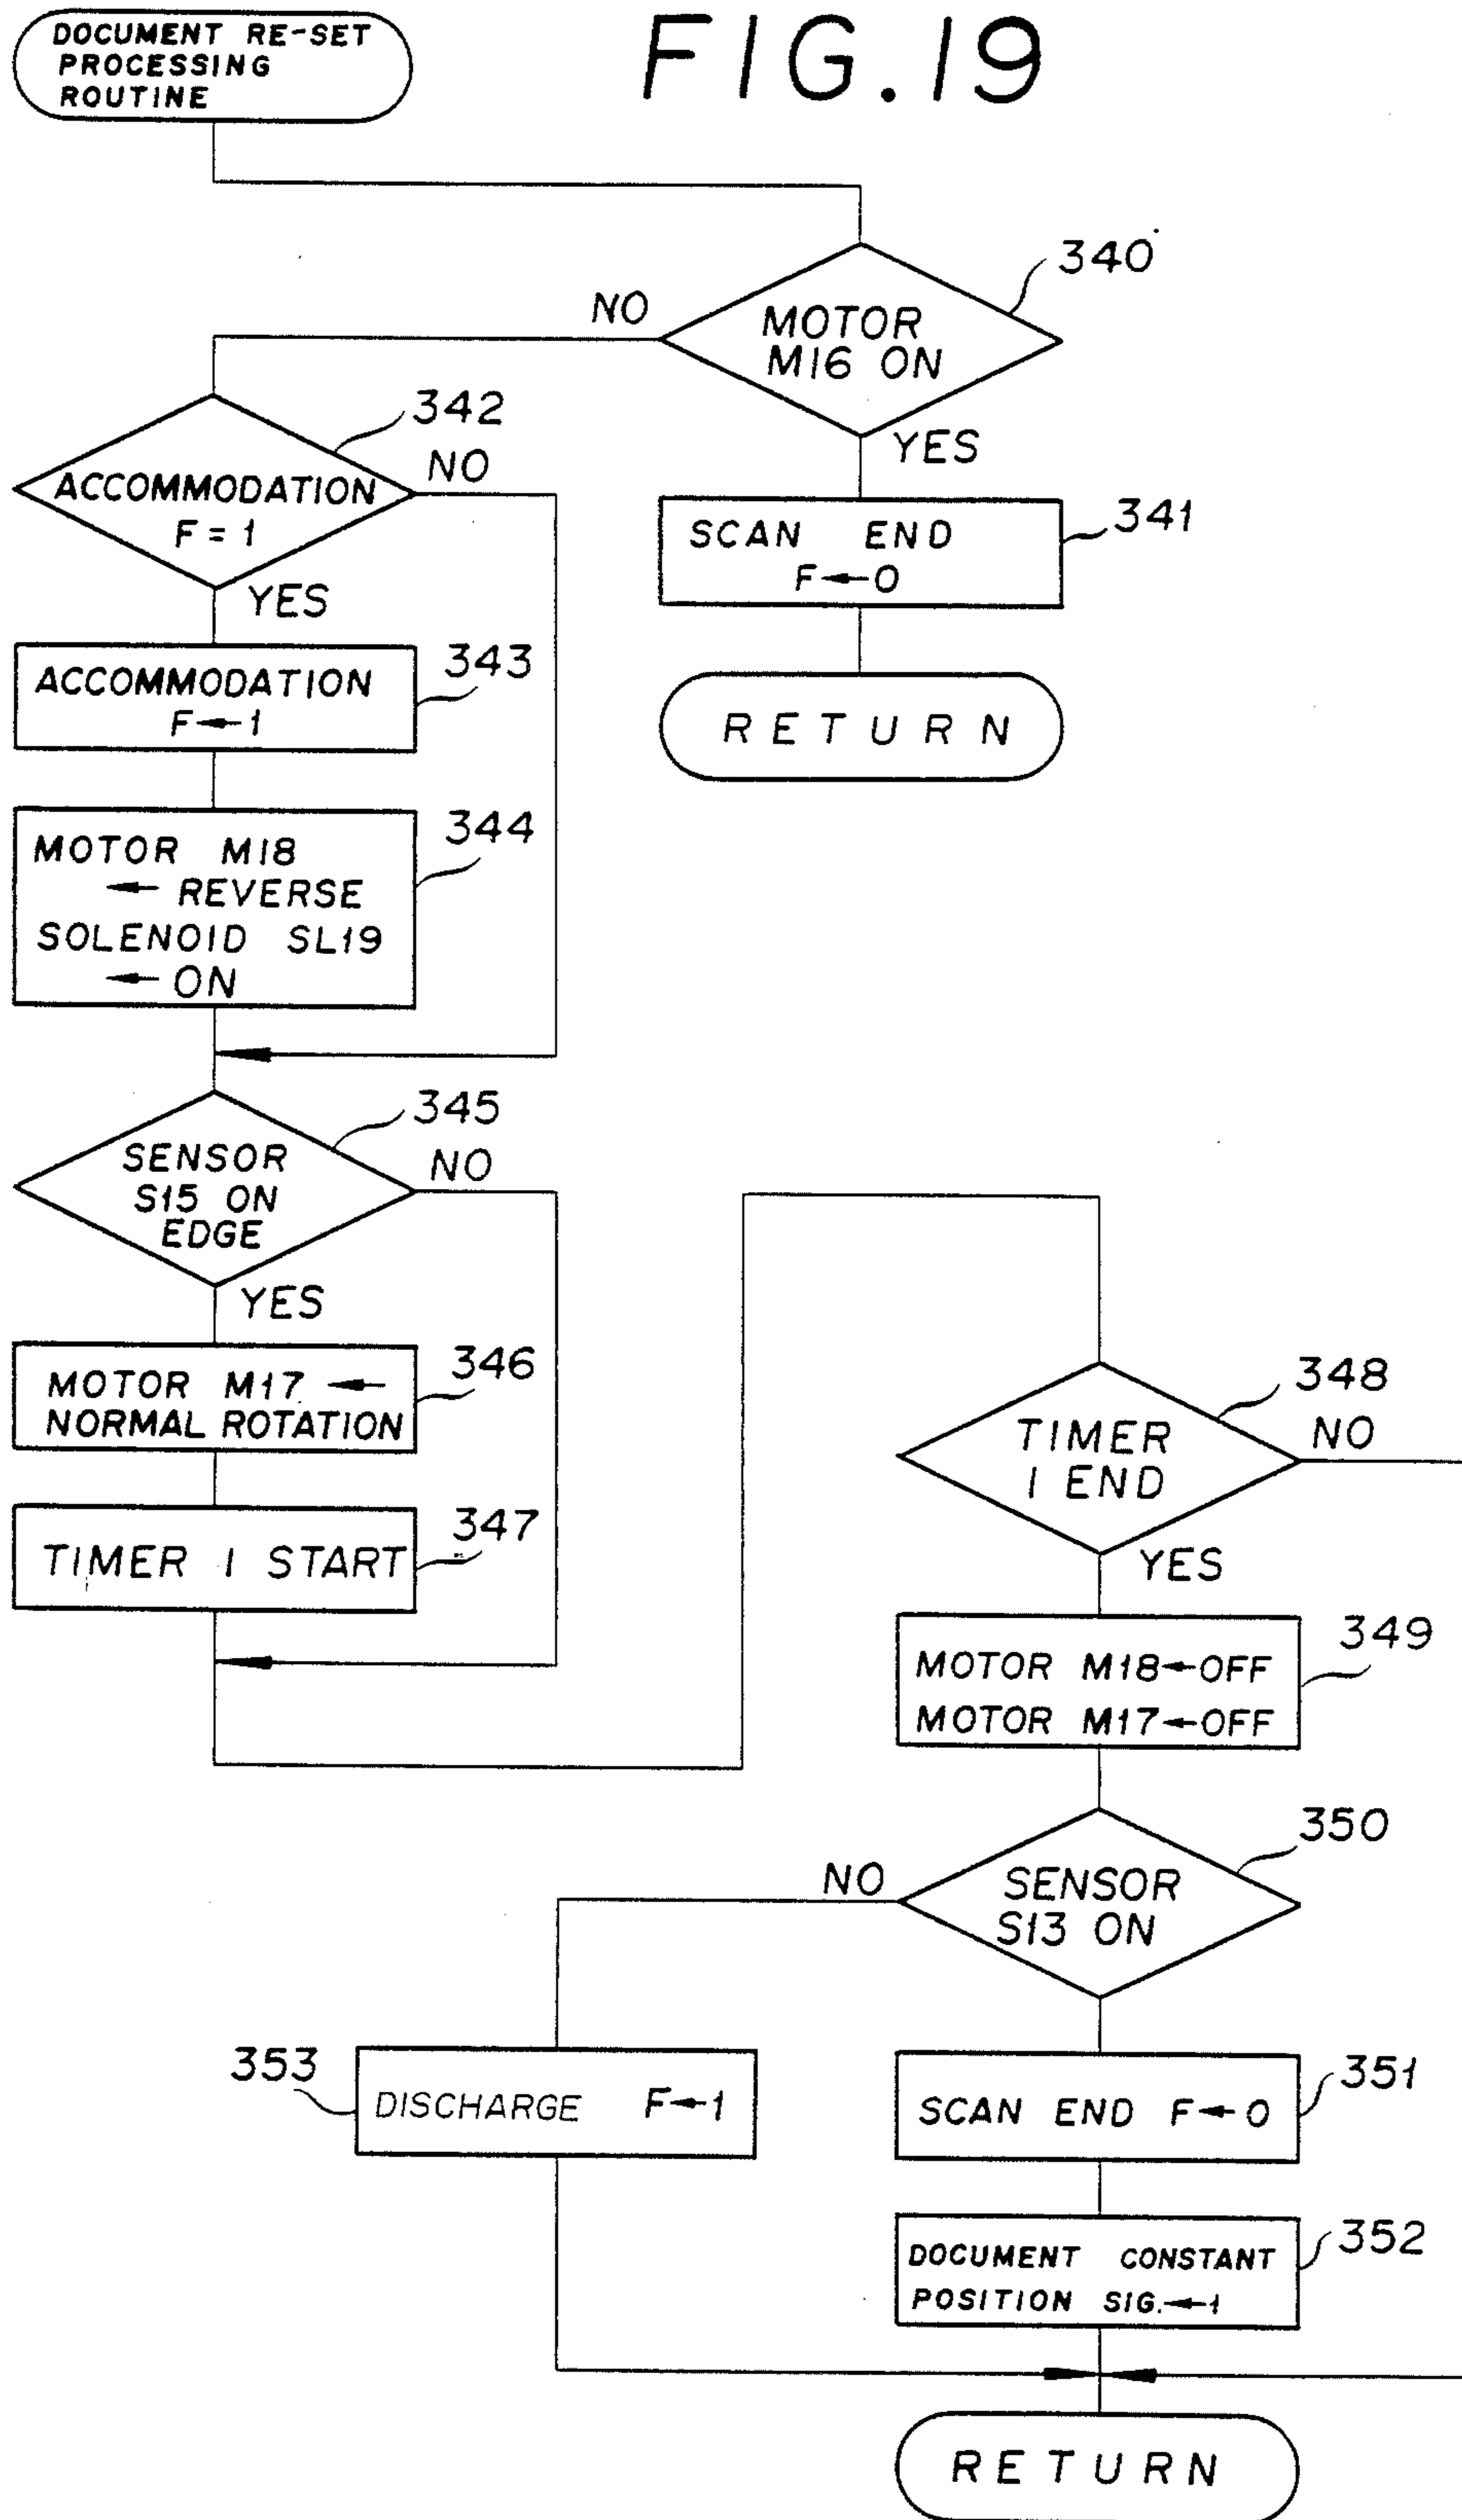 DOCUMENT RE-SET
PROCESSING
ROUTINE
FIG. 19
340
NO
MOTOR
M16 ON
YES
342
NO
ACCOMMODATION
F = 1
YES
341
SCAN END
F←0
343
ACCOMMODATION
F←1
RETURN
344
MOTOR M18
← REVERSE
SOLENOID SL19
← ON
345
SENSOR
S15 ON
EDGE
NO
YES
346
MOTOR M17 ←
NORMAL ROTATION
347
TIMER 1 START
348
TIMER
1 END
NO
YES
349
MOTOR M18←OFF
MOTOR M17←OFF
350
NO
SENSOR
S13 ON
353
DISCHARGE F←1
351
SCAN END F←0
352
DOCUMENT CONSTANT
POSITION SIG.←1
RETURN